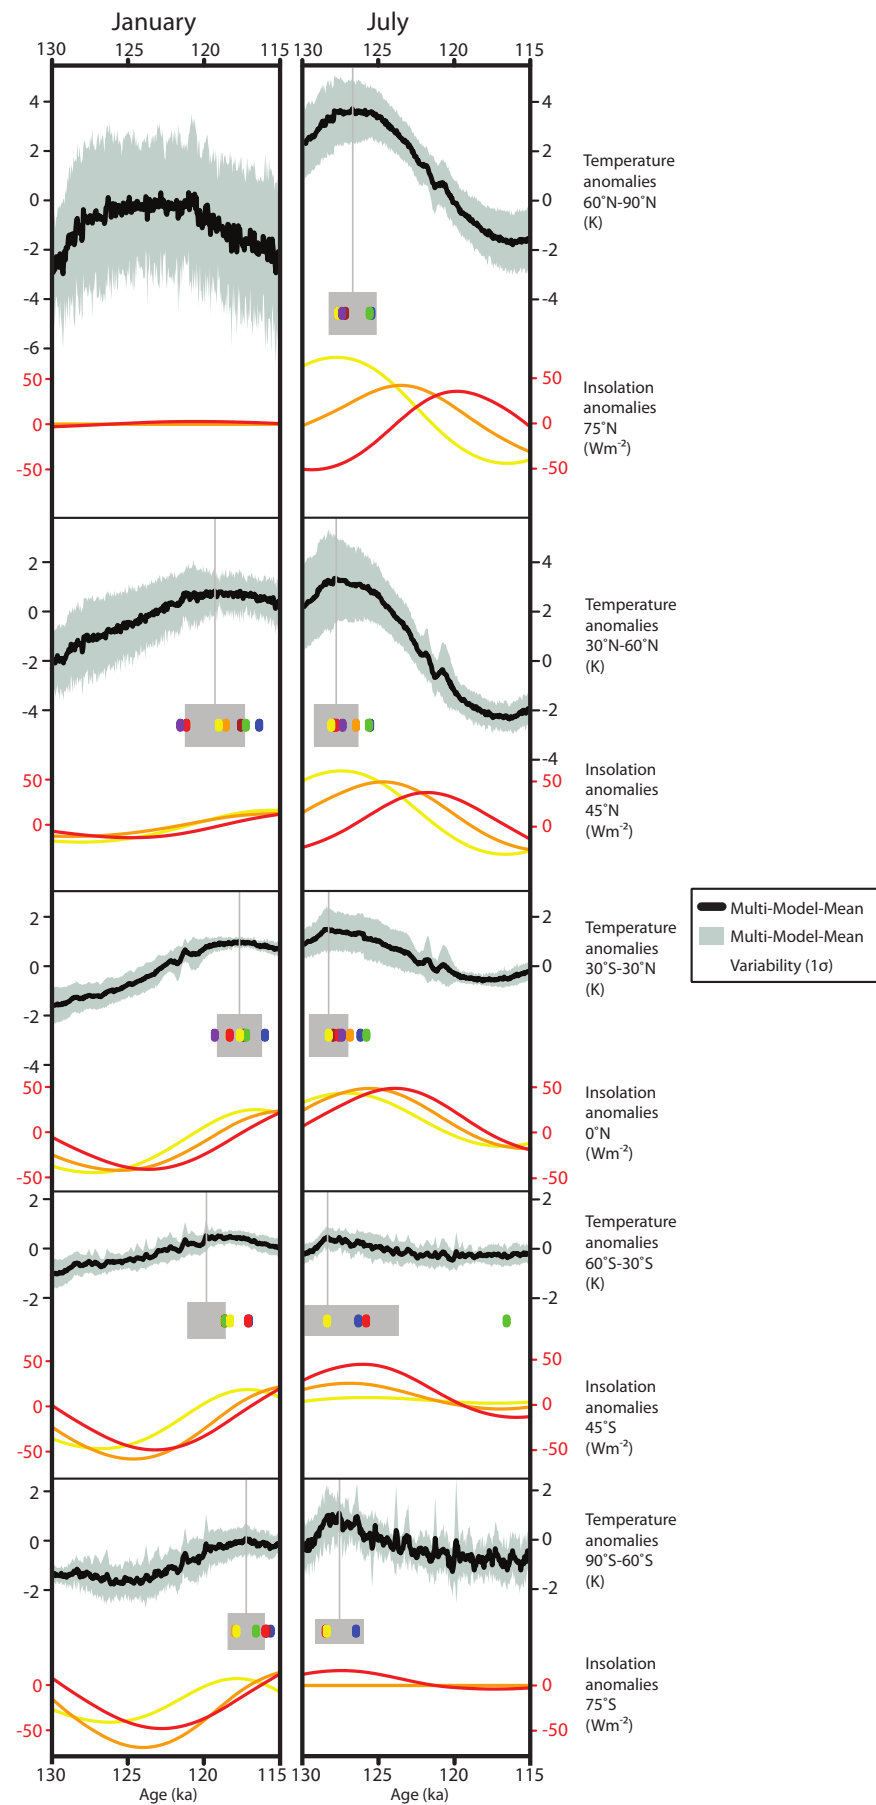 January July
130 125 120 115 130 125 120 115
4
2
0
-2
-4
-6
4
2
0
-2
-4
Temperature
anomalies
60˚N-90˚N
(K)
50
0
-50
50
0
-50
Insolation
anomalies
75˚N
(Wm⁻²)
2
0
-2
-4
4
2
0
-2
-4
Temperature
anomalies
30˚N-60˚N
(K)
50
0
50
0
Insolation
anomalies
45˚N
(Wm⁻²)
2
0
-2
-4
2
0
Temperature
anomalies
30˚S-30˚N
(K)
Multi-Model-Mean
Multi-Model-Mean
Variability (1σ)
50
0
-50
50
0
-50
Insolation
anomalies
0˚N
(Wm⁻²)
2
0
-2
2
0
-2
Temperature
anomalies
60˚S-30˚S
(K)
50
0
-50
50
0
-50
Insolation
anomalies
45˚S
(Wm⁻²)
2
0
-2
2
0
-2
Temperature
anomalies
90˚S-60˚S
(K)
0
-50
0
-50
Insolation
anomalies
75˚S
(Wm⁻²)
130 125 120 115 130 125 120 115
Age (ka) Age (ka)